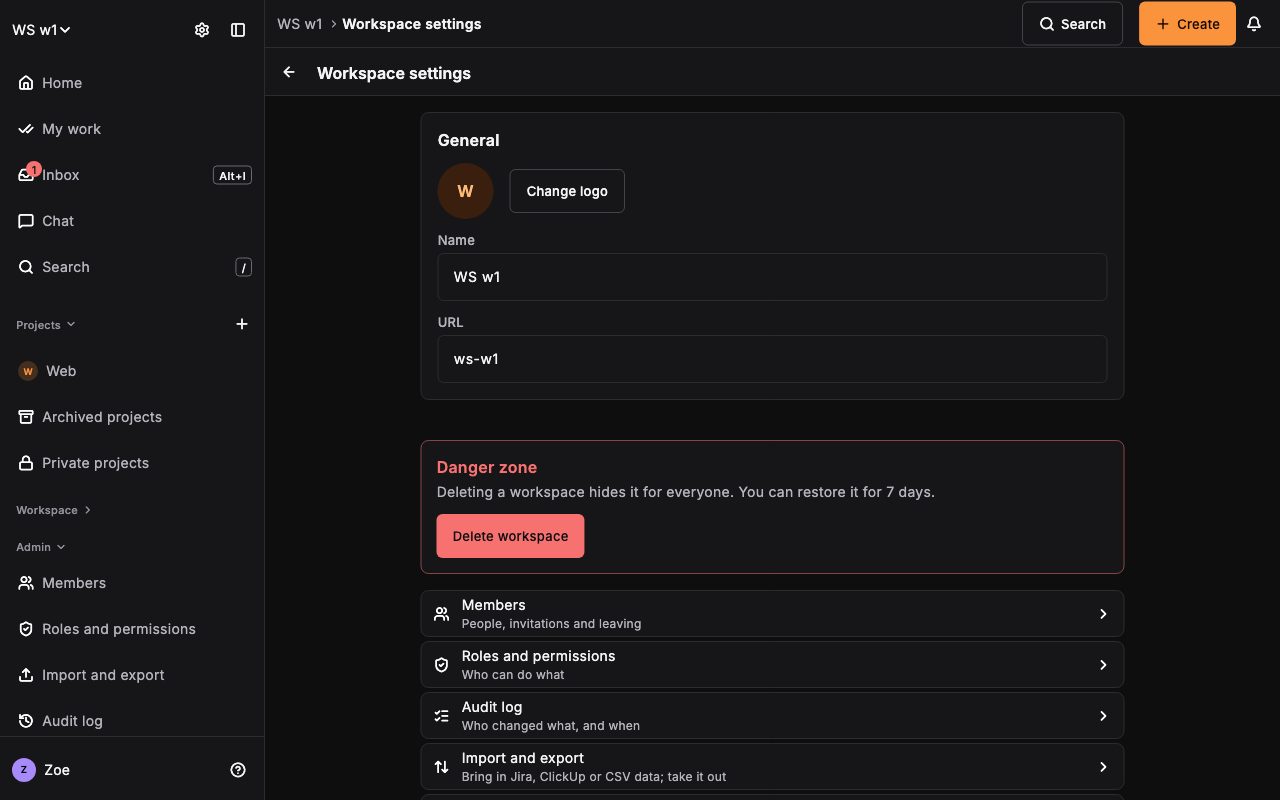 WS w1
Home
My work
1
Inbox
Alt+I
Chat
Search
/
Projects
W
Web
Archived projects
Private projects
Workspace
Admin
Members
Roles and permissions
Import and export
Audit log
Z
Zoe
WS w1 > Workspace settings
Search
+ Create
Workspace settings
General
W
Change logo
Name
WS w1
URL
ws-w1
Danger zone
Deleting a workspace hides it for everyone. You can restore it for 7 days.
Delete workspace
Members
People, invitations and leaving
Roles and permissions
Who can do what
Audit log
Who changed what, and when
Import and export
Bring in Jira, ClickUp or CSV data; take it out